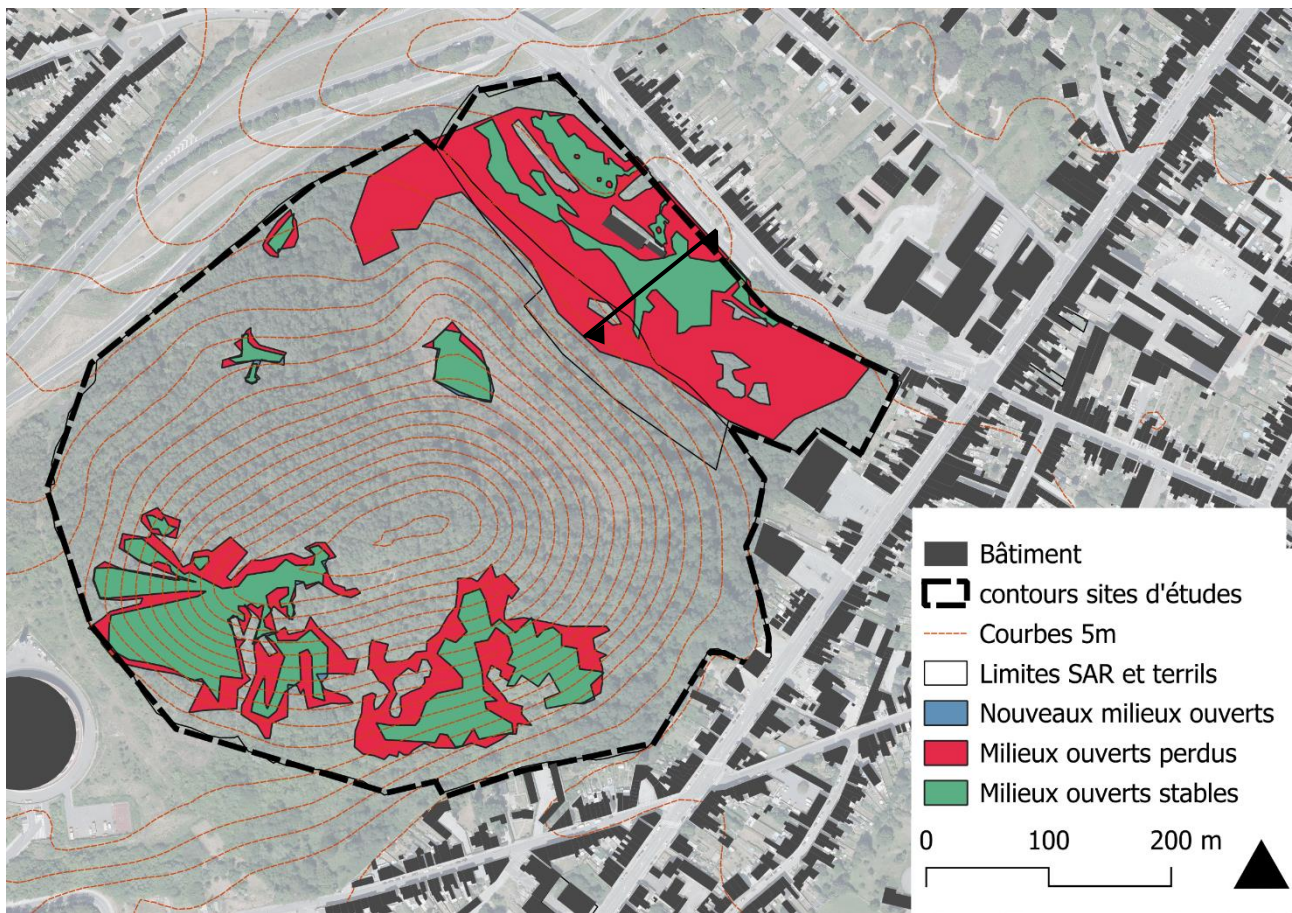 Bâtiment
contours sites d'études
Courbes 5m
Limites SAR et terrils
Nouveaux milieux ouverts
Milieux ouverts perdus
Milieux ouverts stables
0 100 200 m